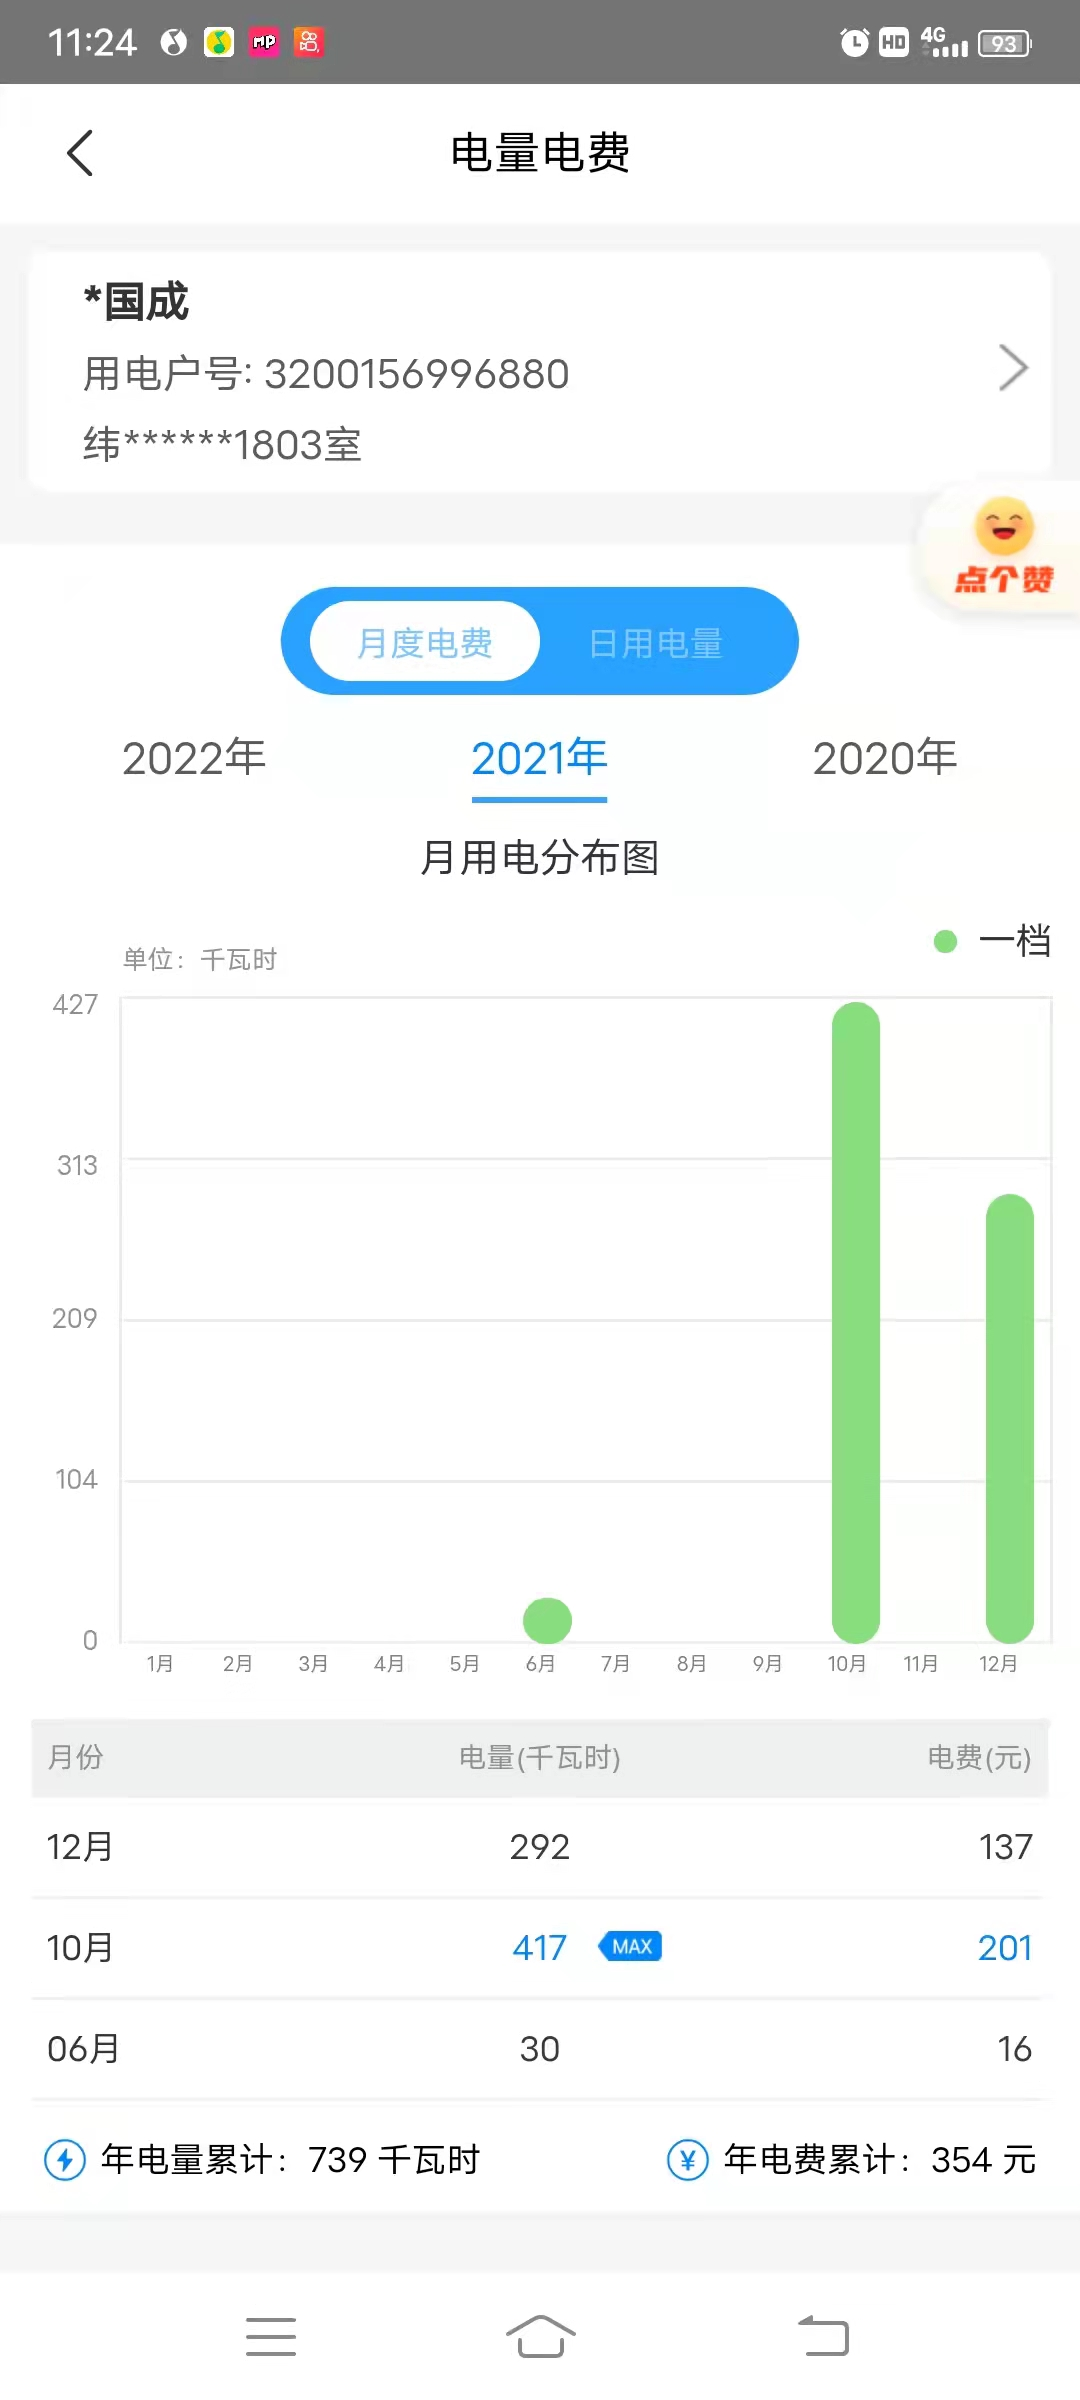 11:24 MP HD 4G 93
电量电费
*国成
用电户号: 3200156996880
纬******1803室
点个赞
月度电费 日用电量
2022年 2021年 2020年
月用电分布图
一档
单位：千瓦时
427
313
209
104
0
1月 2月 3月 4月 5月 6月 7月 8月 9月 10月 11月 12月
月份 电量(千瓦时) 电费(元)
12月 292 137
10月 417 MAX 201
06月 30 16
年电量累计：739 千瓦时 ¥ 年电费累计：354 元